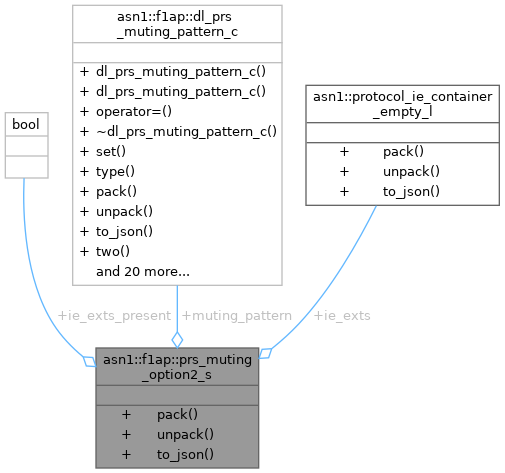 asn1::f1ap::dl_prs
_muting_pattern_c
+ dl_prs_muting_pattern_c()
+ dl_prs_muting_pattern_c()
+ operator=()
+ ~dl_prs_muting_pattern_c()
+ set()
+ type()
+ pack()
+ unpack()
+ to_json()
+ two()
and 20 more...
asn1::protocol_ie_container
_empty_l
+ pack()
+ unpack()
+ to_json()
bool
+ie_exts_present
+muting_pattern
+ie_exts
asn1::f1ap::prs_muting
_option2_s
+ pack()
+ unpack()
+ to_json()